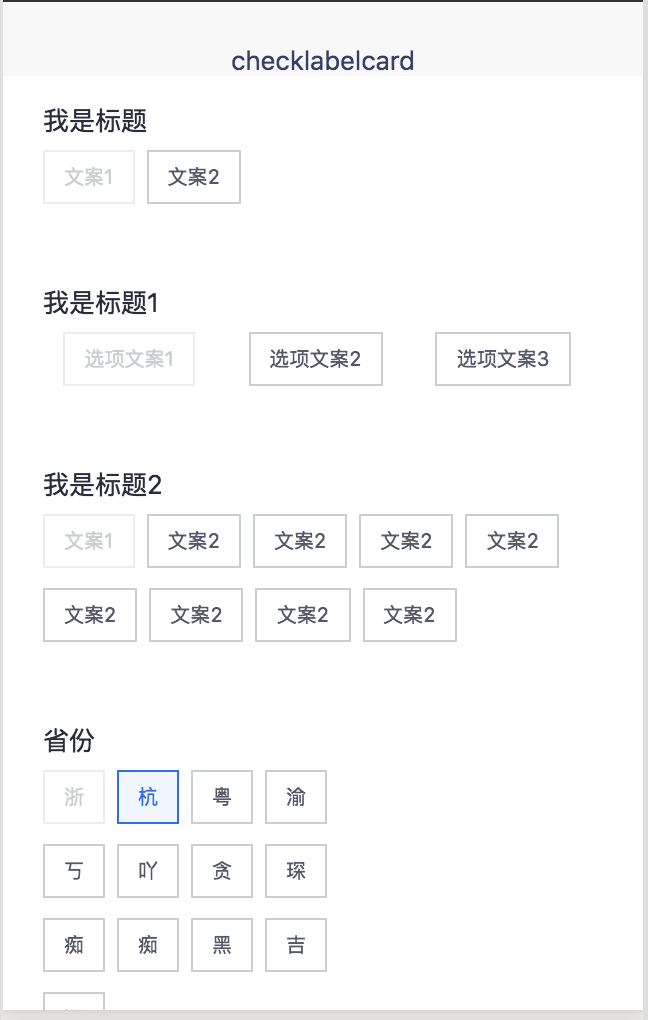 checklabelcard
我是标题
文案1 文案2
我是标题1
选项文案1 选项文案2 选项文案3
我是标题2
文案1 文案2 文案2 文案2 文案2
文案2 文案2 文案2 文案2
省份
浙 杭 粤 渝
丂 吖 贪 琛
痴 痴 黑 吉